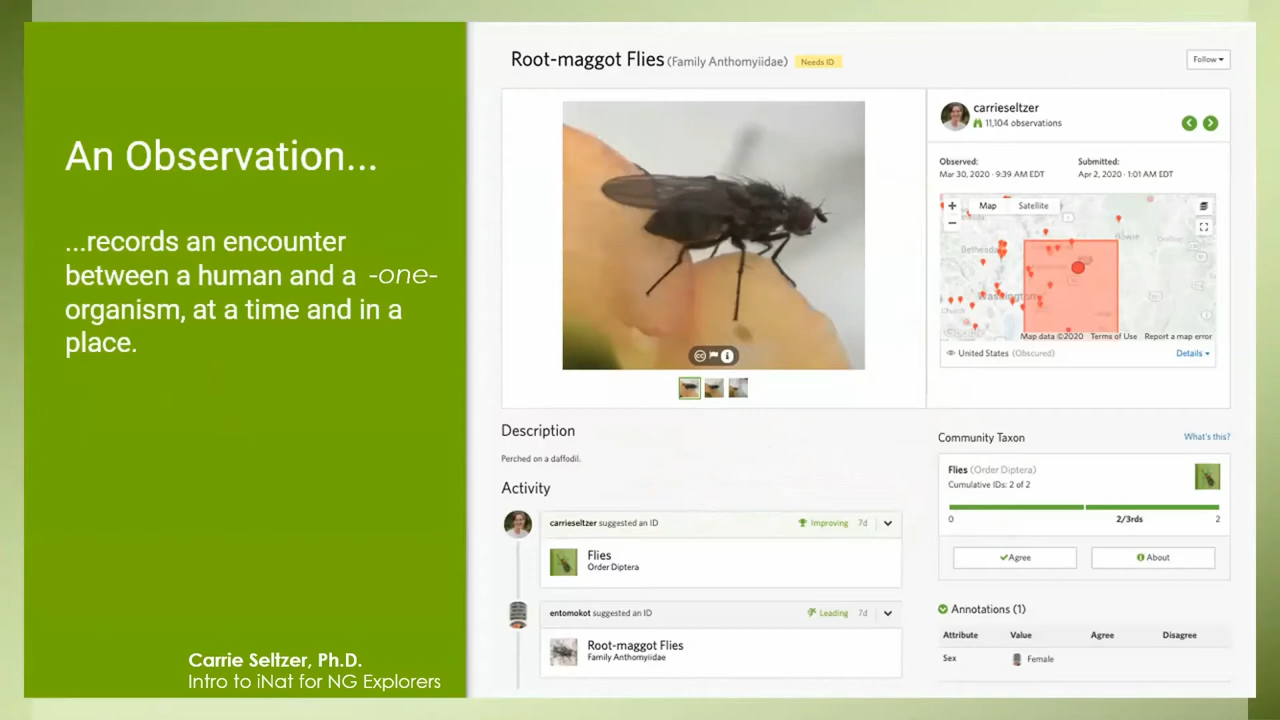 An Observation...
...records an encounter
between a human and a -one-
organism, at a time and in a
place.
Carrie Seltzer, Ph.D.
Intro to iNat for NG Explorers
Root-maggot Flies (Family Anthomyiidae) Needs ID
Follow
carrieseltzer
11,104 observations
Observed: Submitted:
Mar 30, 2020 · 9:39 AM EDT Apr 2, 2020 · 1:01 AM EDT
+ Map Satellite
−
Bowie
Bethesda
Washington
Church
Google
Map data ©2020 Terms of Use Report a map error
United States (Obscured) Details
cc i
Description
Perched on a daffodil.
Activity
carrieseltzer suggested an ID Improving 7d
Flies
Order Diptera
entomokot suggested an ID Leading 7d
Root-maggot Flies
Family Anthomyiidae
Community Taxon What's this?
Flies (Order Diptera)
Cumulative IDs: 2 of 2
0 2/3rds 2
Agree About
Annotations (1)
Attribute Value Agree Disagree
Sex Female